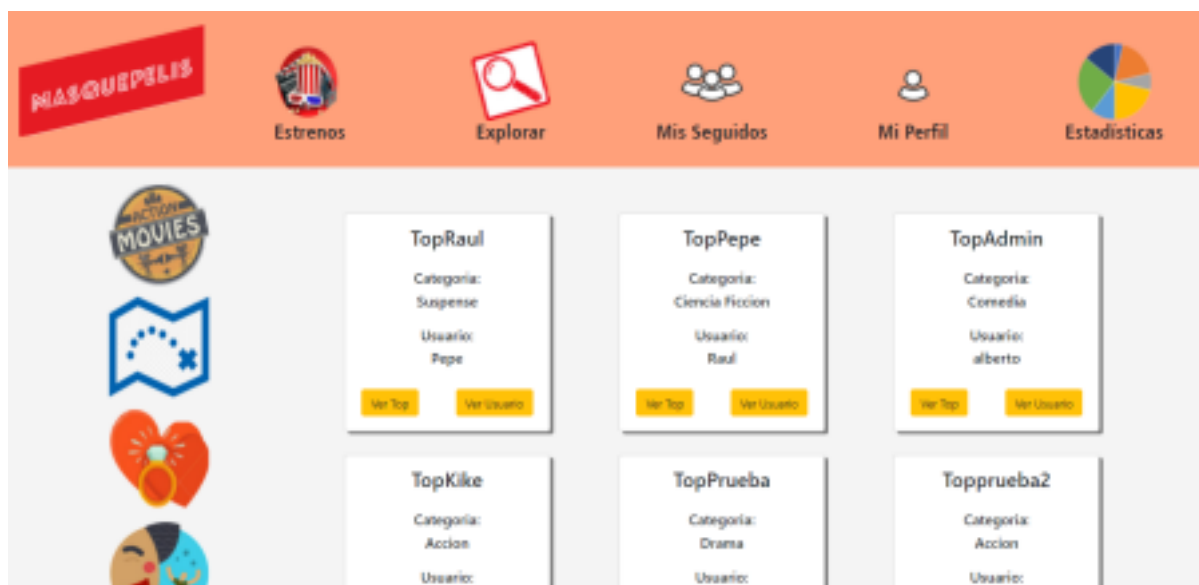 MASQUEPELIS
Estrenos
Explorar
Mis Seguidos
Mi Perfil
Estadisticas
ACTION
MOVIES
TopRaul
Categoria:
Suspense
Usuario:
Pepe
Ver Top
Ver Usuario
TopPepe
Categoria:
Ciencia Ficcion
Usuario:
Raul
Ver Top
Ver Usuario
TopAdmin
Categoria:
Comedia
Usuario:
alberto
Ver Top
Ver Usuario
TopKike
Categoria:
Accion
Usuario:
TopPrueba
Categoria:
Drama
Usuario:
Topprueba2
Categoria:
Accion
Usuario: